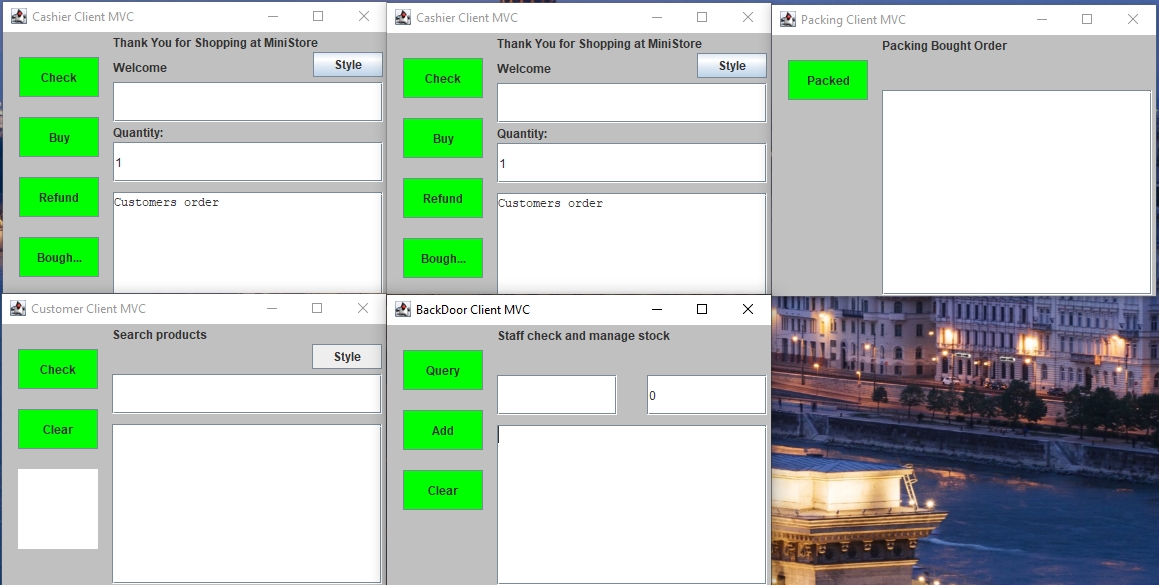 Cashier Client MVC
Thank You for Shopping at MiniStore
Check
Welcome
Style
Buy
Quantity:
1
Refund
Customers order
Bough...
Cashier Client MVC
Thank You for Shopping at MiniStore
Check
Welcome
Style
Buy
Quantity:
1
Refund
Customers order
Bough...
Packing Client MVC
Packing Bought Order
Packed
Customer Client MVC
Search products
Check
Style
Clear
BackDoor Client MVC
Staff check and manage stock
Query
0
Add
Clear